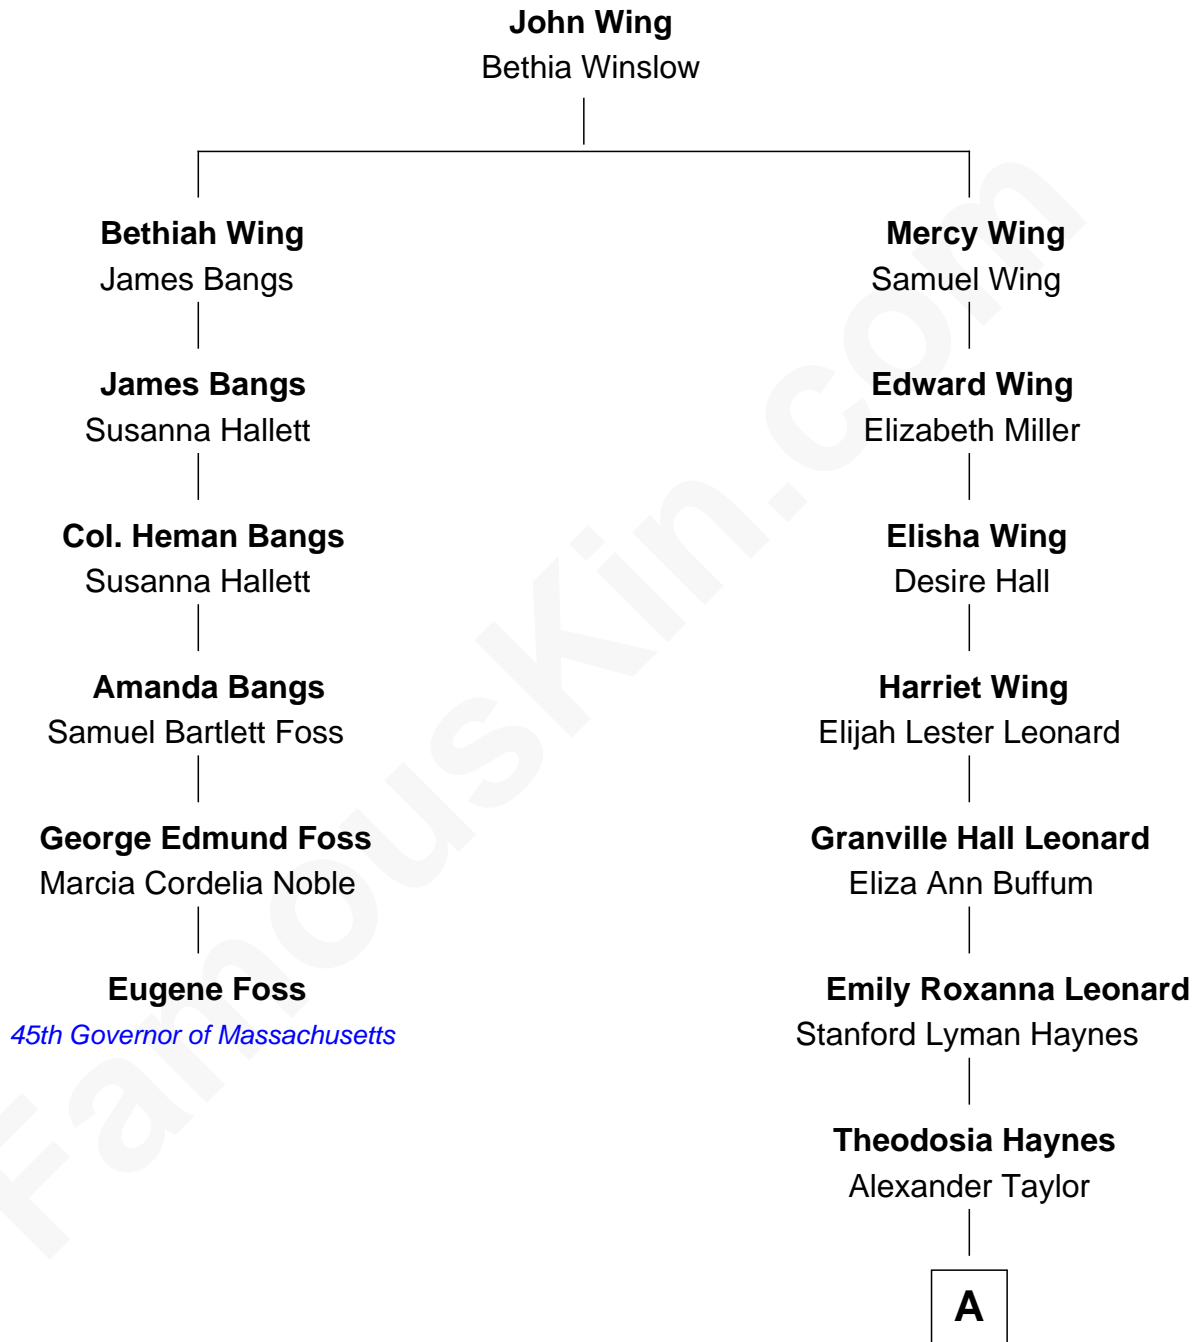 John Wing
Bethia Winslow
Bethiah Wing
James Bangs
James Bangs
Susanna Hallett
Col. Heman Bangs
Susanna Hallett
Amanda Bangs
Samuel Bartlett Foss
George Edmund Foss
Marcia Cordelia Noble
Eugene Foss
45th Governor of Massachusetts
Mercy Wing
Samuel Wing
Edward Wing
Elizabeth Miller
Elisha Wing
Desire Hall
Harriet Wing
Elijah Lester Leonard
Granville Hall Leonard
Eliza Ann Buffum
Emily Roxanna Leonard
Stanford Lyman Haynes
Theodosia Haynes
Alexander Taylor
A
FamousKin.com